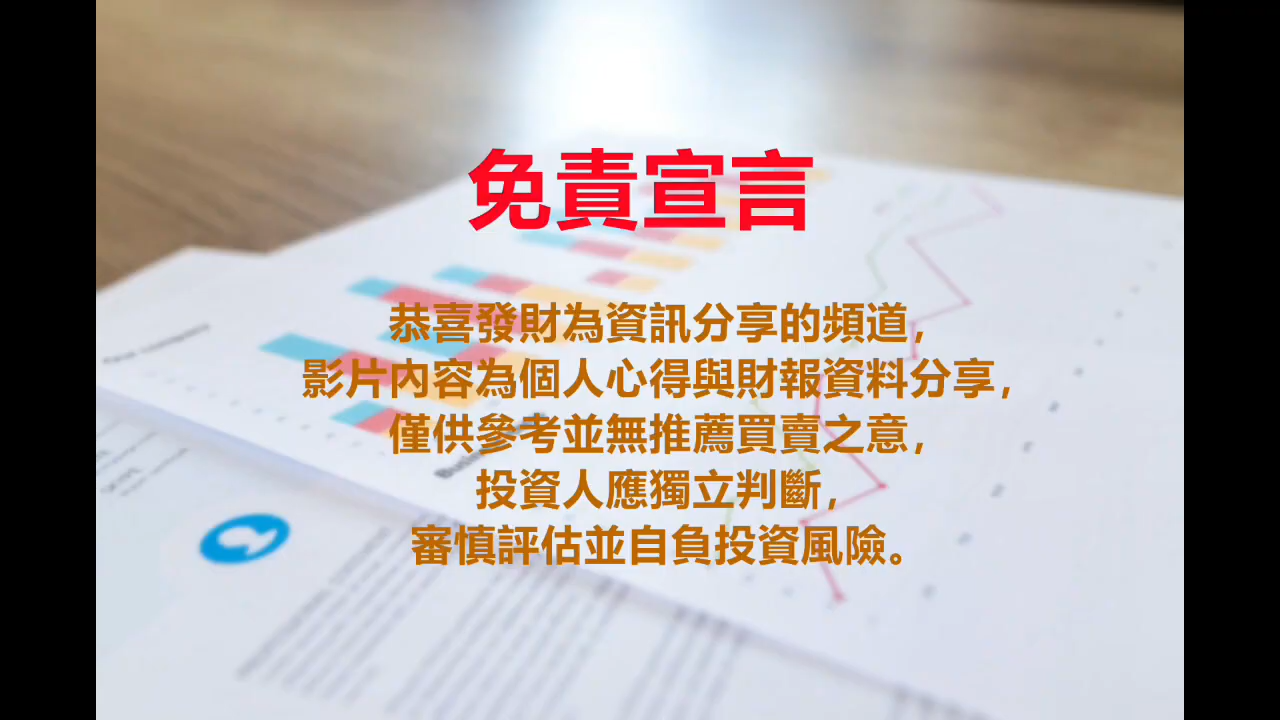 免責宣言
恭喜發財為資訊分享的頻道，
影片內容為個人心得與財報資料分享，
僅供參考並無推薦買賣之意，
投資人應獨立判斷，
審慎評估並自負投資風險。